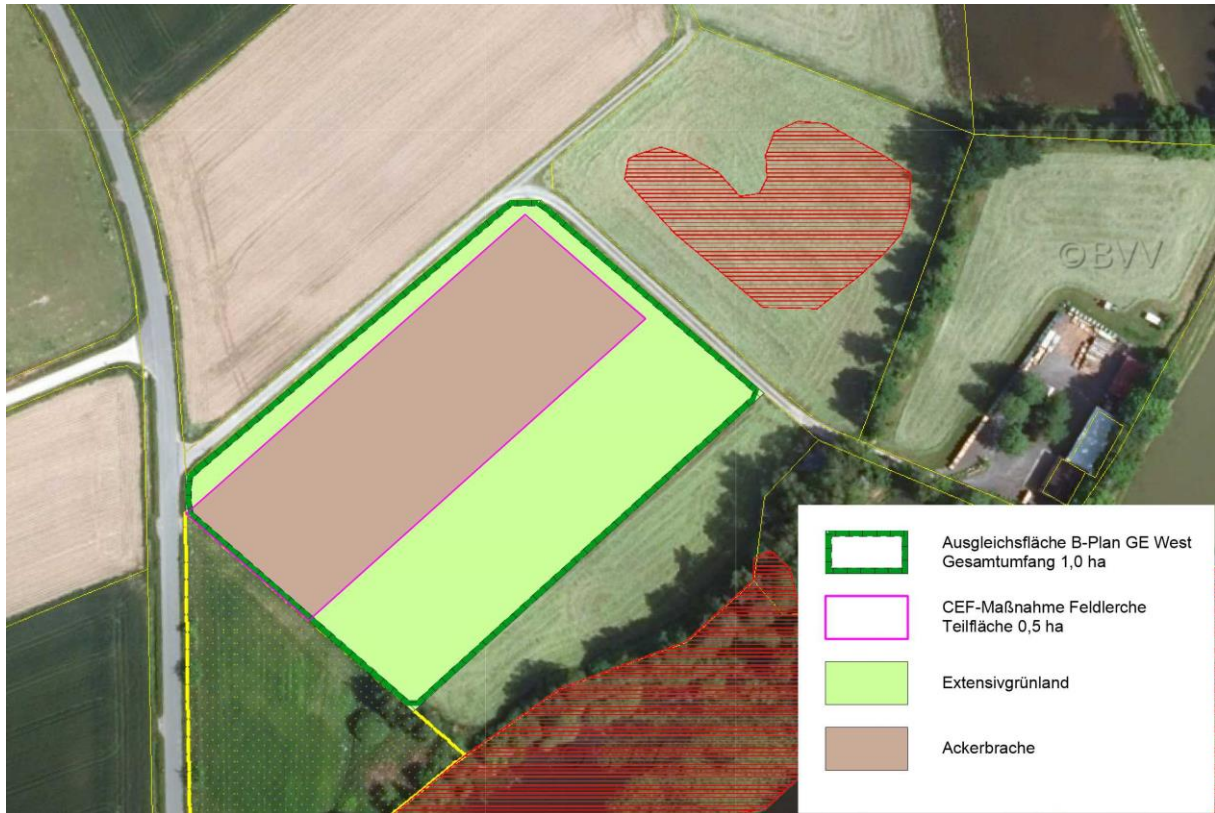 ©BVV
Ausgleichsfläche B-Plan GE West
Gesamtumfang 1,0 ha
CEF-Maßnahme Feldlerche
Teilfläche 0,5 ha
Extensivgrünland
Ackerbrache